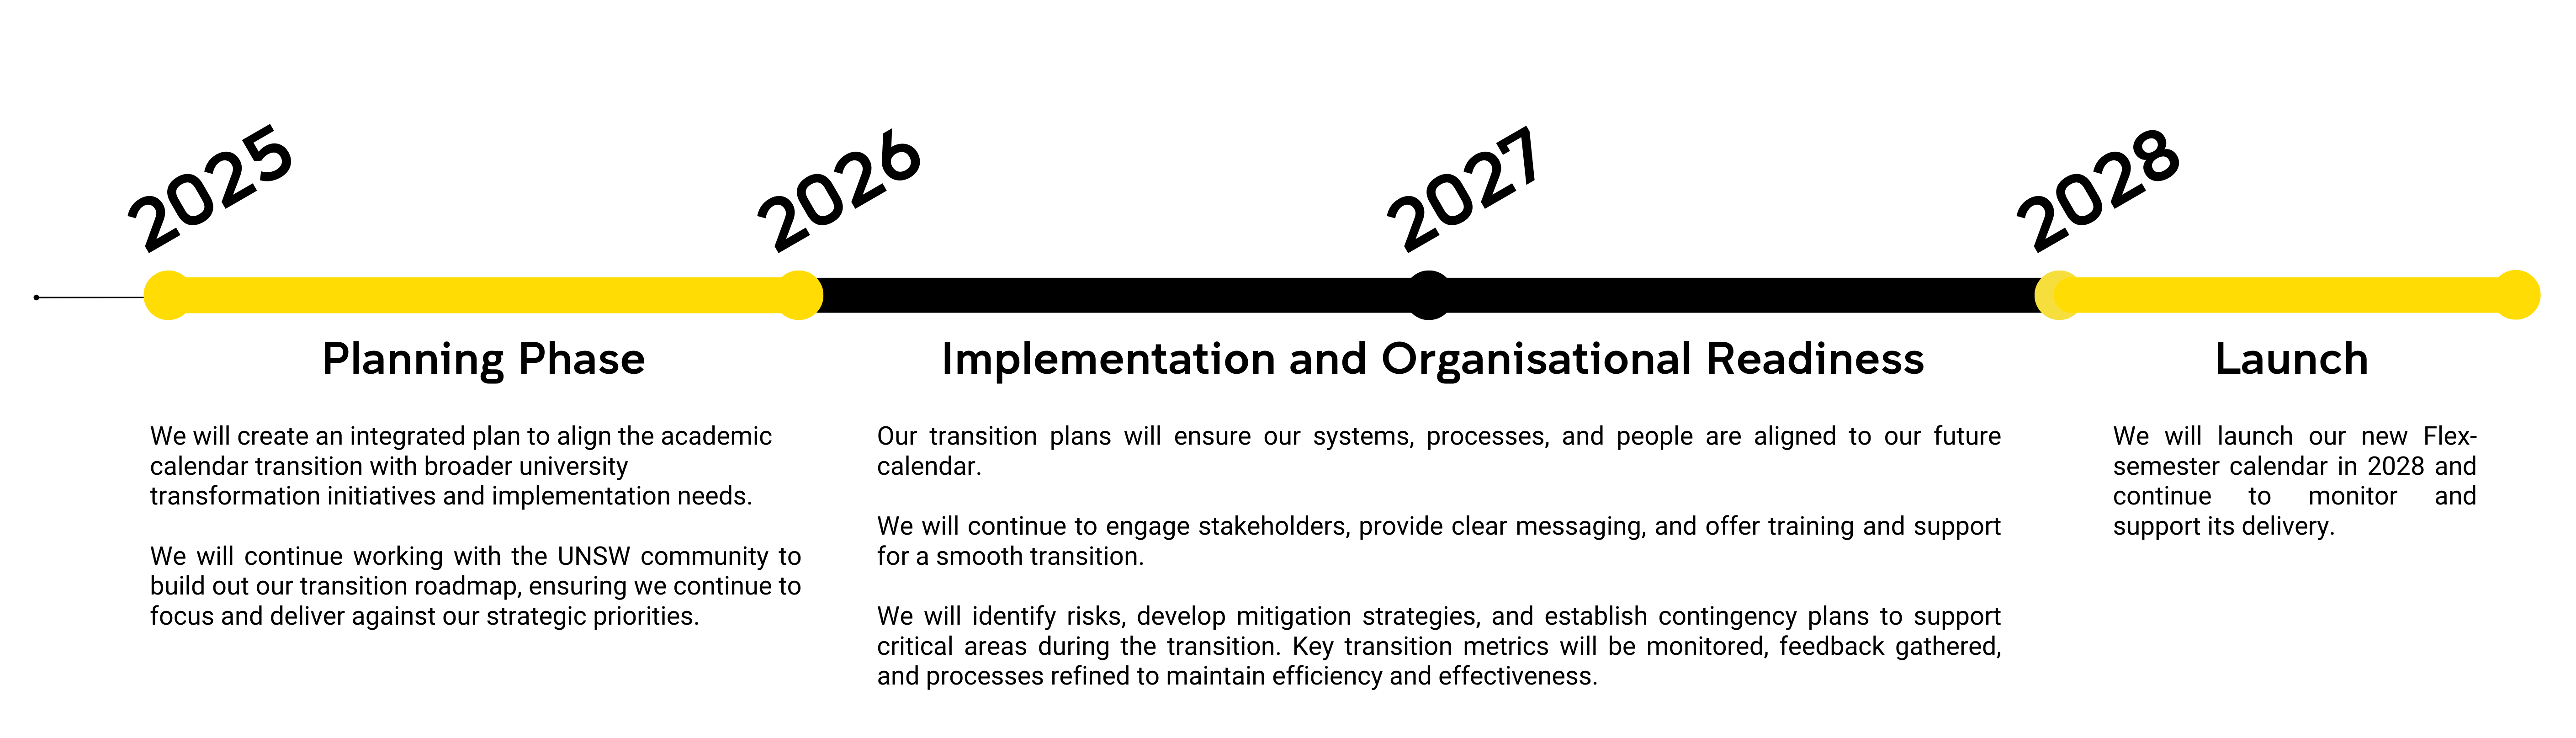 2025
2026
2027
2028
Planning Phase
We will create an integrated plan to align the academic
calendar transition with broader university
transformation initiatives and implementation needs.
We will continue working with the UNSW community to
build out our transition roadmap, ensuring we continue to
focus and deliver against our strategic priorities.
Implementation and Organisational Readiness
Our transition plans will ensure our systems, processes, and people are aligned to our future
calendar.
We will continue to engage stakeholders, provide clear messaging, and offer training and support
for a smooth transition.
We will identify risks, develop mitigation strategies, and establish contingency plans to support
critical areas during the transition. Key transition metrics will be monitored, feedback gathered,
and processes refined to maintain efficiency and effectiveness.
Launch
We will launch our new Flex-
semester calendar in 2028 and
continue to monitor and
support its delivery.